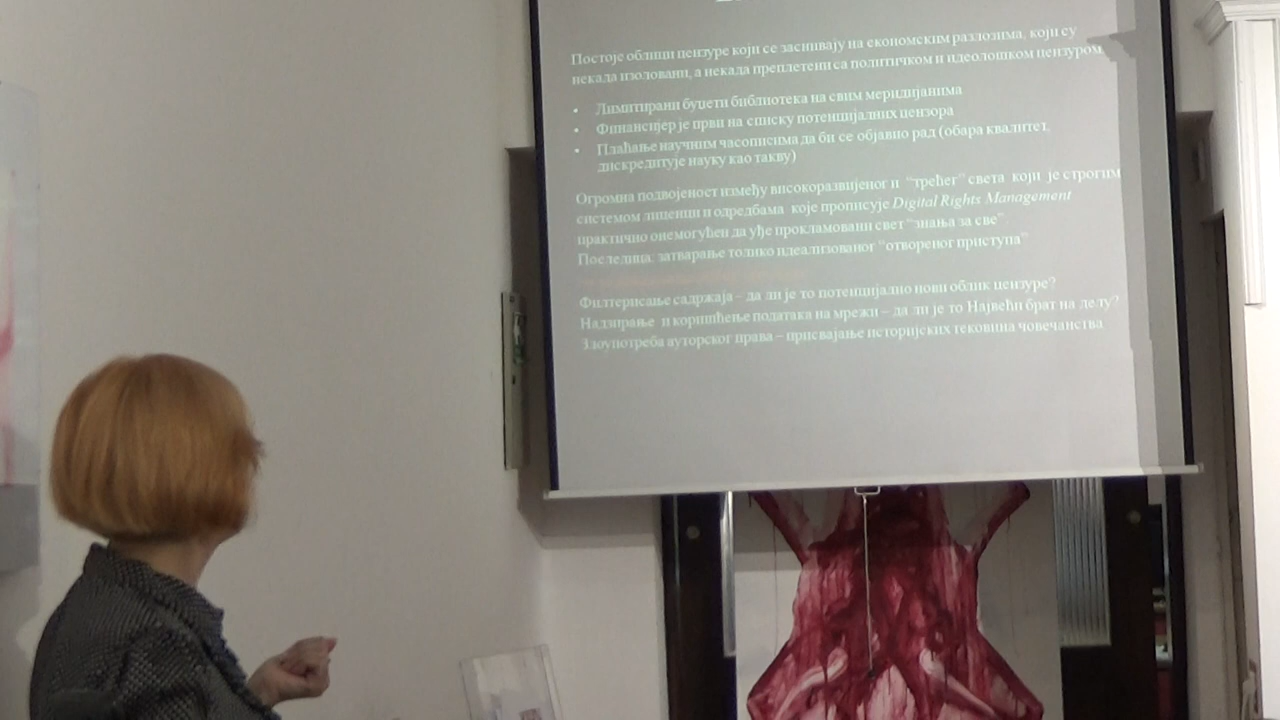 Постоје облици цензуре који се заснивају на економским разлозима, који су
некада изоловани, а некада преплетени са политичком и идеолошком цензуром.
• Лимитирани буџети библиотека на свим меридијанима
• Финансијер је први на списку потенцијалних цензора
• Плаћање научним часописима да би се објавио рад (обара квалитет,
дискредитује науку као такву)
Огромна подвојеност између високоразвијеног и “трећег” света који је строгим
системом лиценци и одредбама које прописује Digital Rights Management
практично онемогућен да уђе прокламовани свет “знања за све”.
Последица: затварање толико идеализованог “отвореног приступа”
Филтерисање садржаја – да ли је то потенцијално нови облик цензуре?
Надзирање и коришћење података на мрежи – да ли је то Највећи брат на делу?
Злоупотреба ауторског права – присвајање историјских тековина човечанства